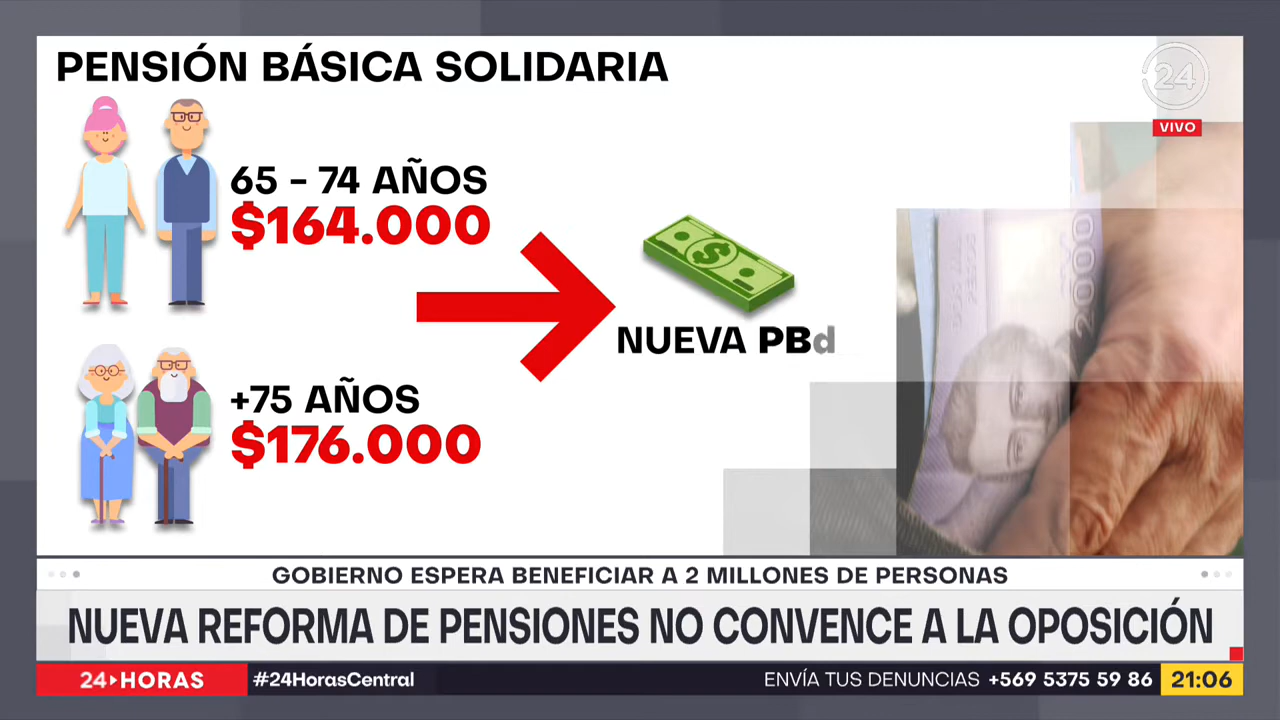 PENSIÓN BÁSICA SOLIDARIA
24
VIVO
65 - 74 AÑOS
$164.000
NUEVA PBd
+75 AÑOS
$176.000
2000
GOBIERNO ESPERA BENEFICIAR A 2 MILLONES DE PERSONAS
NUEVA REFORMA DE PENSIONES NO CONVENCE A LA OPOSICIÓN
24 HORAS
#24HorasCentral
ENVÍA TUS DENUNCIAS +569 5375 59 86
21:06